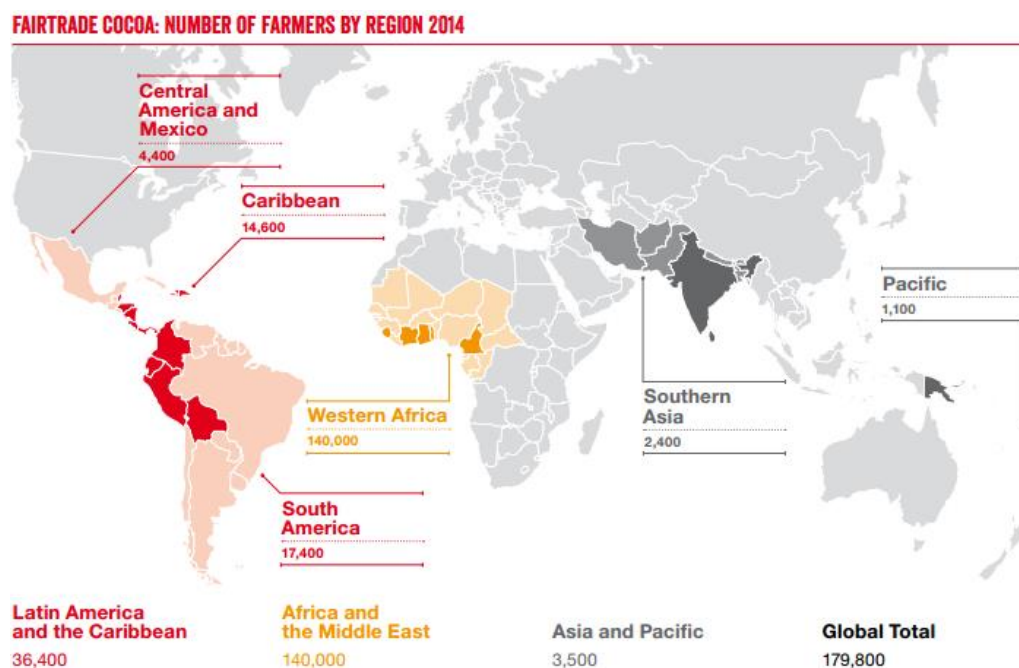 FAIRTRADE COCOA: NUMBER OF FARMERS BY REGION 2014
Central
America and
Mexico
4,400
Caribbean
14,600
Pacific
1,100
Western Africa
140,000
Southern
Asia
2,400
South
America
17,400
Latin America
and the Caribbean
36,400
Africa and
the Middle East
140,000
Asia and Pacific
3,500
Global Total
179,800